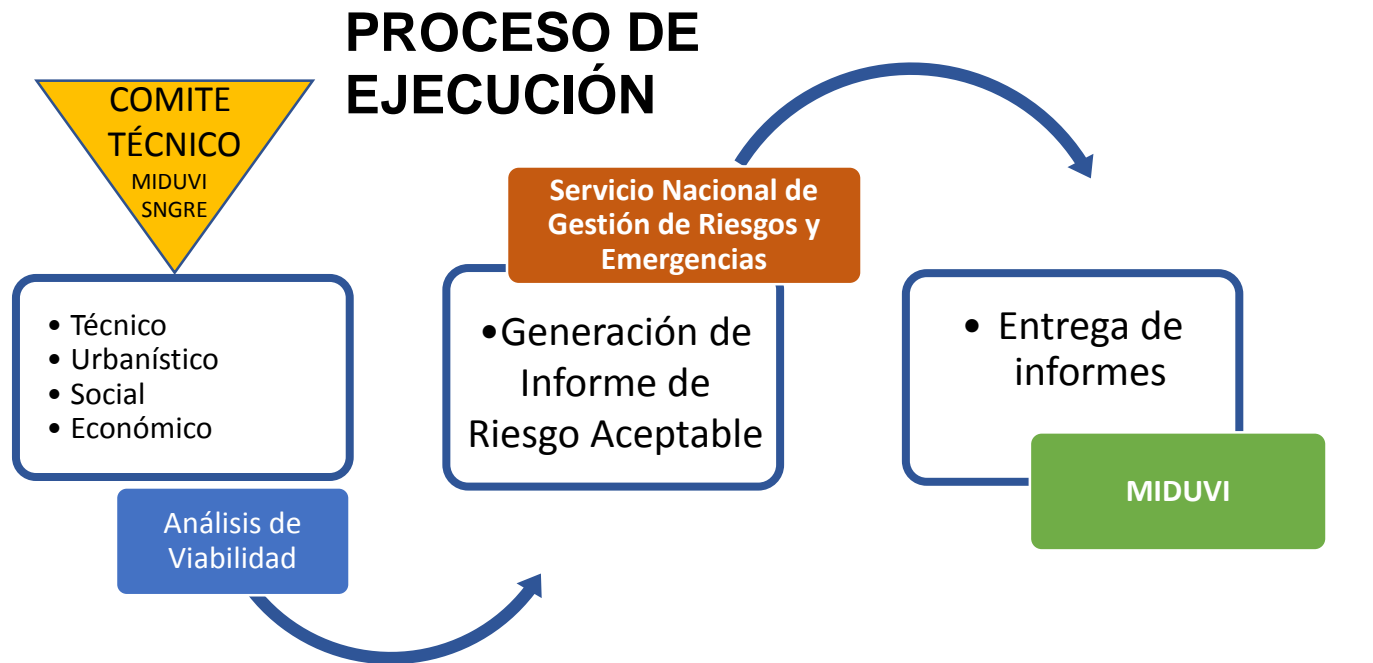 PROCESO DE
EJECUCIÓN
COMITE
TÉCNICO
MIDUVI
SNGRE
• Técnico
• Urbanístico
• Social
• Económico
Análisis de
Viabilidad
Servicio Nacional de
Gestión de Riesgos y
Emergencias
•Generación de
Informe de
Riesgo Aceptable
• Entrega de
informes
MIDUVI